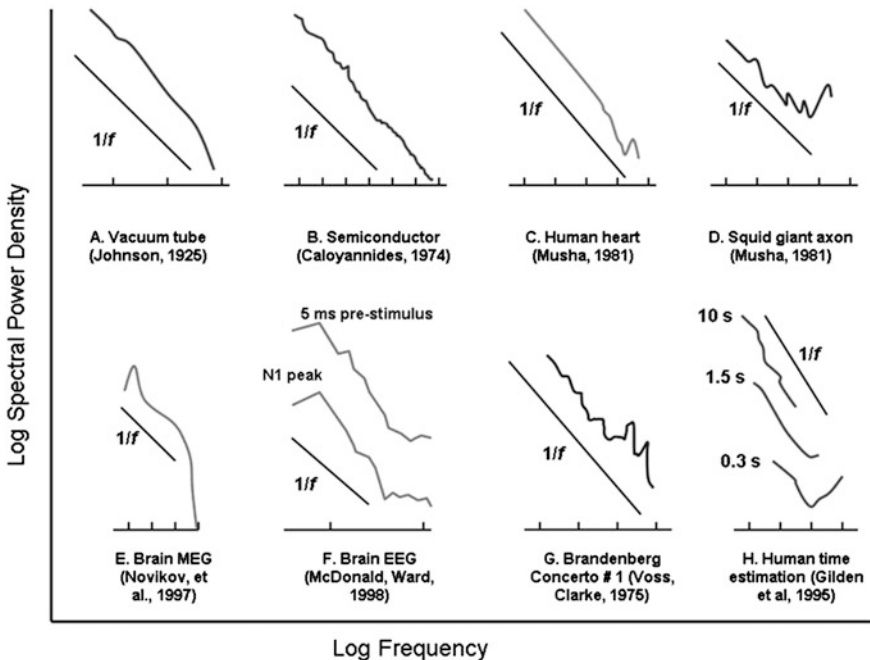 Log Spectral Power Density
1/f
A. Vacuum tube
(Johnson, 1925)
1/f
B. Semiconductor
(Caloyannides, 1974)
1/f
C. Human heart
(Musha, 1981)
1/f
D. Squid giant axon
(Musha, 1981)
1/f
E. Brain MEG
(Novikov, et
al., 1997)
5 ms pre-stimulus
N1 peak
1/f
F. Brain EEG
(McDonald, Ward,
1998)
1/f
G. Brandenberg
Concerto # 1 (Voss,
Clarke, 1975)
10 s
1/f
1.5 s
0.3 s
H. Human time
estimation (Gilden
et al, 1995)
Log Frequency